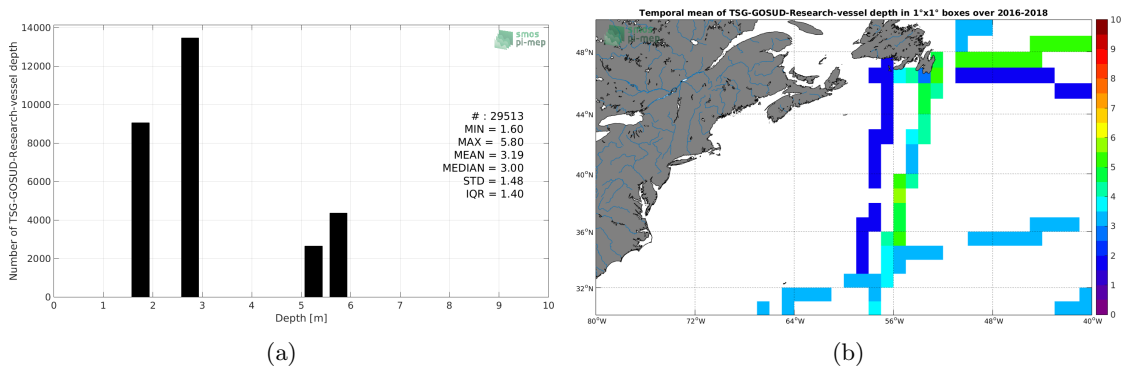 14000
12000
10000
8000
6000
4000
2000
0
Number of TSG-GOSUD-Research-vessel depth
smos
pi-mep
# : 29513
MIN = 1.60
MAX = 5.80
MEAN = 3.19
MEDIAN = 3.00
STD = 1.48
IQR = 1.40
0 1 2 3 4 5 6 7 8 9 10
Depth [m]
(a)
Temporal mean of TSG-GOSUD-Research-vessel depth in 1°x1° boxes over 2016-2018
smos
pi-mep
48°N
44°N
40°N
36°N
32°N
80°W 72°W 64°W 56°W 48°W 40°W
10
9
8
7
6
5
4
3
2
1
0
(b)